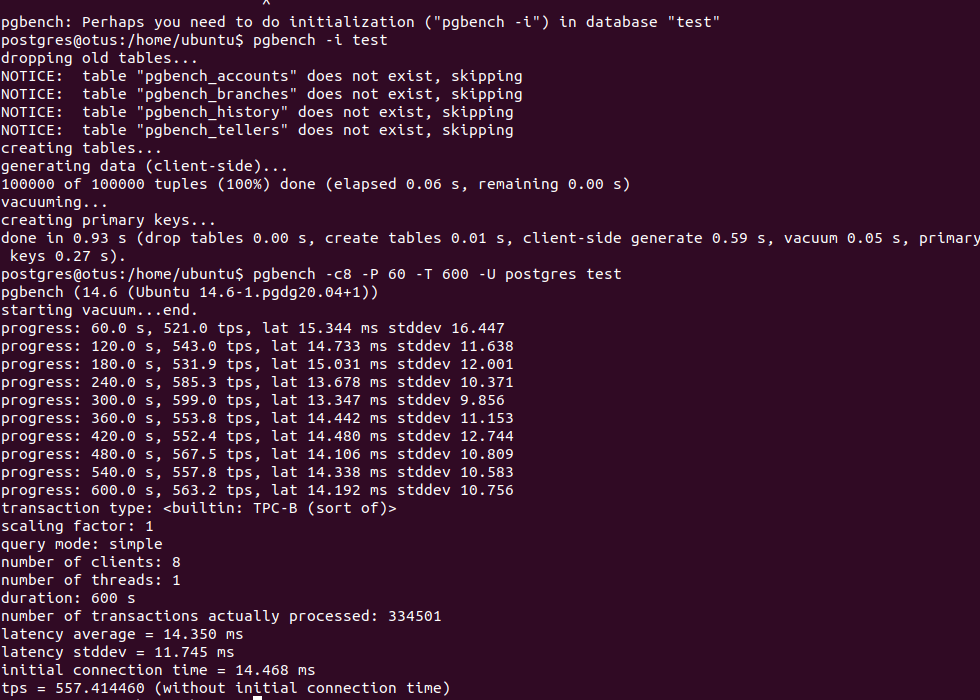 ^
pgbench: Perhaps you need to do initialization ("pgbench -i") in database "test"
postgres@otus:/home/ubuntu$ pgbench -i test
dropping old tables...
NOTICE:  table "pgbench_accounts" does not exist, skipping
NOTICE:  table "pgbench_branches" does not exist, skipping
NOTICE:  table "pgbench_history" does not exist, skipping
NOTICE:  table "pgbench_tellers" does not exist, skipping
creating tables...
generating data (client-side)...
100000 of 100000 tuples (100%) done (elapsed 0.06 s, remaining 0.00 s)
vacuuming...
creating primary keys...
done in 0.93 s (drop tables 0.00 s, create tables 0.01 s, client-side generate 0.59 s, vacuum 0.05 s, primary
 keys 0.27 s).
postgres@otus:/home/ubuntu$ pgbench -c8 -P 60 -T 600 -U postgres test
pgbench (14.6 (Ubuntu 14.6-1.pgdg20.04+1))
starting vacuum...end.
progress: 60.0 s, 521.0 tps, lat 15.344 ms stddev 16.447
progress: 120.0 s, 543.0 tps, lat 14.733 ms stddev 11.638
progress: 180.0 s, 531.9 tps, lat 15.031 ms stddev 12.001
progress: 240.0 s, 585.3 tps, lat 13.678 ms stddev 10.371
progress: 300.0 s, 599.0 tps, lat 13.347 ms stddev 9.856
progress: 360.0 s, 553.8 tps, lat 14.442 ms stddev 11.153
progress: 420.0 s, 552.4 tps, lat 14.480 ms stddev 12.744
progress: 480.0 s, 567.5 tps, lat 14.106 ms stddev 10.809
progress: 540.0 s, 557.8 tps, lat 14.338 ms stddev 10.583
progress: 600.0 s, 563.2 tps, lat 14.192 ms stddev 10.756
transaction type: <builtin: TPC-B (sort of)>
scaling factor: 1
query mode: simple
number of clients: 8
number of threads: 1
duration: 600 s
number of transactions actually processed: 334501
latency average = 14.350 ms
latency stddev = 11.745 ms
initial connection time = 14.468 ms
tps = 557.414460 (without initial connection time)